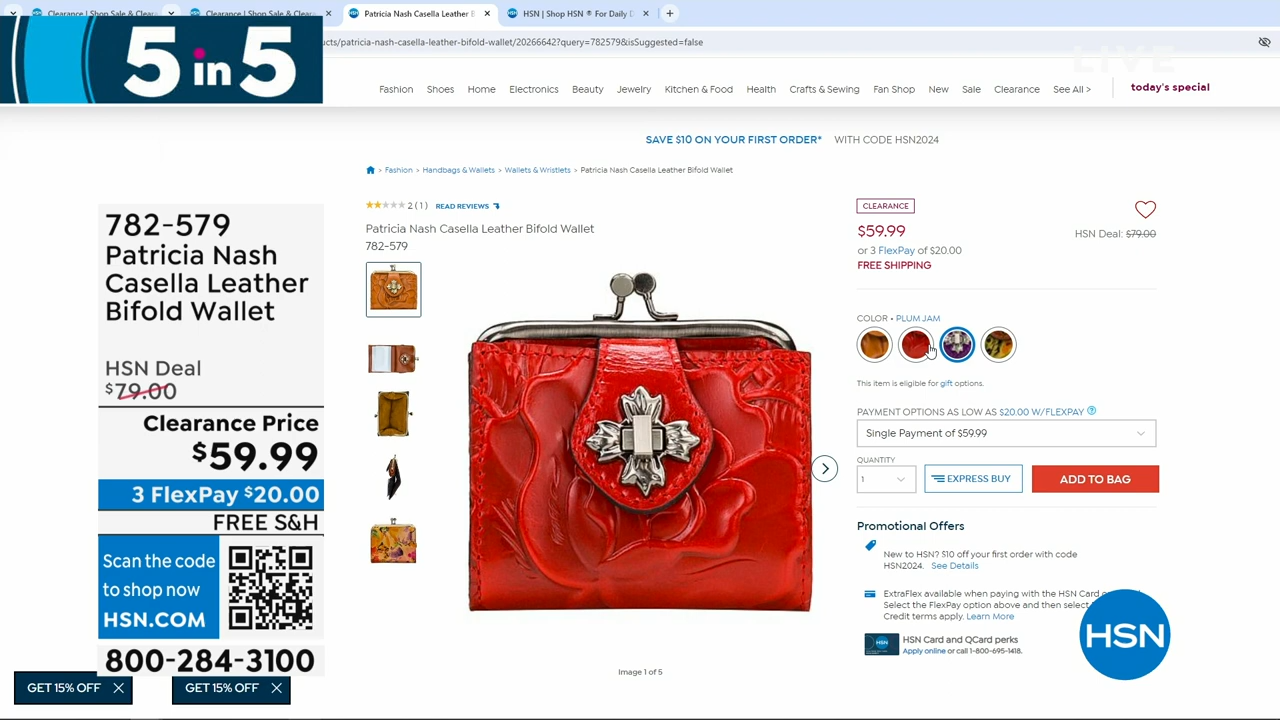 Clearance | Shop Sale & Cleara
Clearance | Shop Sale & Clearan
Patricia Nash Casella Leather B
HSN | Shop HSN ® For Daily D
5 in 5
cts/patricia-nash-casella-leather-bifold-wallet/20266642?query=782579&isSuggested=false
LIVE
Fashion Shoes Home Electronics Beauty Jewelry Kitchen & Food Health Crafts & Sewing Fan Shop New Sale Clearance See All > today's special
SAVE $10 ON YOUR FIRST ORDER* WITH CODE HSN2024
> Fashion > Handbags & Wallets > Wallets & Wristlets > Patricia Nash Casella Leather Bifold Wallet
2 ( 1 ) READ REVIEWS
Patricia Nash Casella Leather Bifold Wallet
782-579
CLEARANCE
$59.99
HSN Deal: $79.00
or 3 FlexPay of $20.00
FREE SHIPPING
COLOR • PLUM JAM
This item is eligible for gift options.
PAYMENT OPTIONS AS LOW AS $20.00 W/FLEXPAY
Single Payment of $59.99
QUANTITY
1
EXPRESS BUY
ADD TO BAG
Promotional Offers
New to HSN? $10 off your first order with code
HSN2024. See Details
ExtraFlex available when paying with the HSN Card
Select the FlexPay option above and then select
Credit terms apply. Learn More
HSN Card and QCard perks
Apply online or call 1-800-695-1418.
HSN
Image 1 of 5
782-579
Patricia Nash
Casella Leather
Bifold Wallet
HSN Deal
$79.00
Clearance Price
$59.99
3 FlexPay $20.00
FREE S&H
Scan the code
to shop now
HSN.COM
800-284-3100
GET 15% OFF
GET 15% OFF